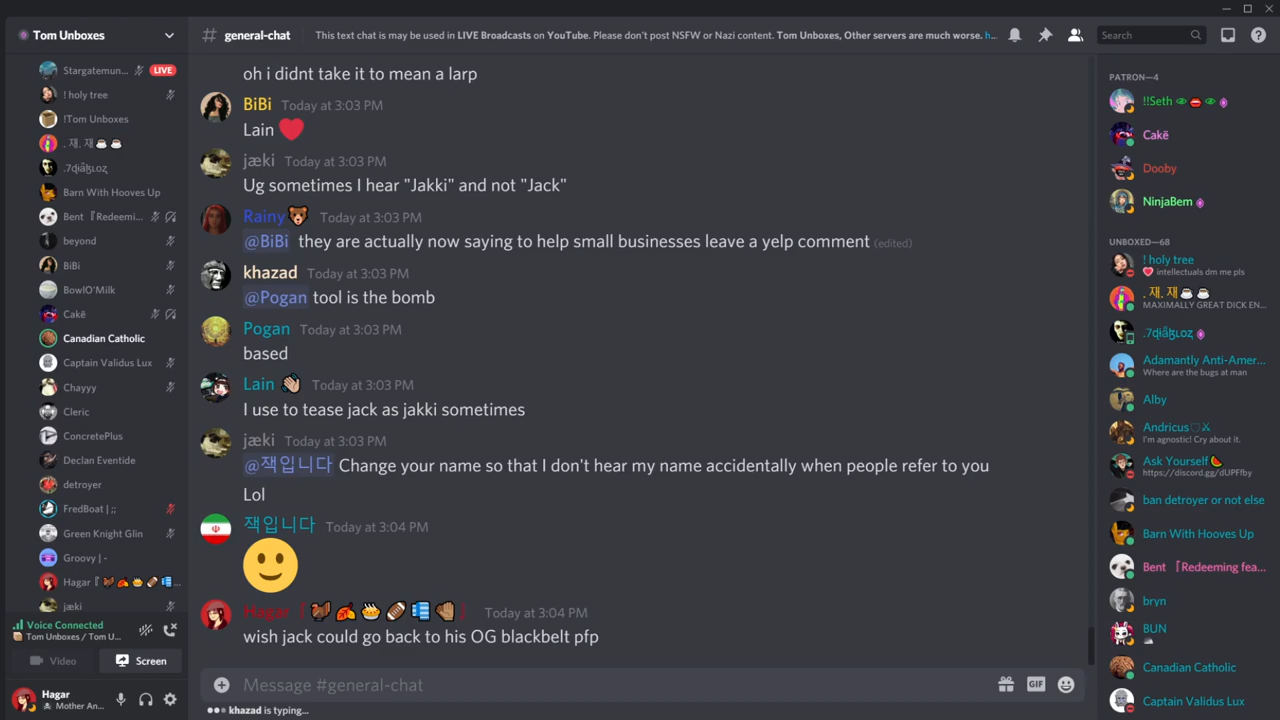 Tom Unboxes
general-chat
This text chat is may be used in LIVE Broadcasts on YouTube. Please don't post NSFW or Nazi content. Tom Unboxes, Other servers are much worse. h...
Search
Stargatemun...
LIVE
! holy tree
!Tom Unboxes
. 재. 재☕☕
Barn With Hooves Up
Bent『Redeemi...
beyond
BiBi
BowlO'Milk
Cakë
Canadian Catholic
Captain Validus Lux
Chayyy
Cleric
ConcretePlus
Declan Eventide
detroyer
FredBoat | ;;
Green Knight Glin
Groovy | -
Hagar『🦃🍂🥧🏈...
jæki
Voice Connected
Tom Unboxes / Tom U...
Video
Screen
Hagar
Mother An...
oh i didnt take it to mean a larp
BiBi Today at 3:03 PM
Lain ❤️
jæki Today at 3:03 PM
Ug sometimes I hear "Jakki" and not "Jack"
Rainy🐻 Today at 3:03 PM
@BiBi they are actually now saying to help small businesses leave a yelp comment (edited)
khazad Today at 3:03 PM
@Pogan tool is the bomb
Pogan Today at 3:03 PM
based
Lain 👋🏼 Today at 3:03 PM
I use to tease jack as jakki sometimes
jæki Today at 3:03 PM
@잭입니다 Change your name so that I don't hear my name accidentally when people refer to you
Lol
잭입니다 Today at 3:04 PM
🙂
Hagar『 Today at 3:04 PM
wish jack could go back to his OG blackbelt pfp
Message #general-chat
GIF
khazad is typing...
PATRON—4
!!Seth 👁👄👁
Cakë
Dooby
NinjaBem
UNBOXED—68
! holy tree
❤️ intellectuals dm me pls
. 재. 재☕☕
MAXIMALLY GREAT DICK EN...
Adamantly Anti-Amer...
Where are the bugs at man
Alby
Andricus♡⚔
I'm agnostic! Cry about it.
Ask Yourself🍉
https://discord.gg/dUPFfby
ban detroyer or not else
Barn With Hooves Up
Bent 『Redeeming fea...
bryn
BUN
Canadian Catholic
Captain Validus Lux